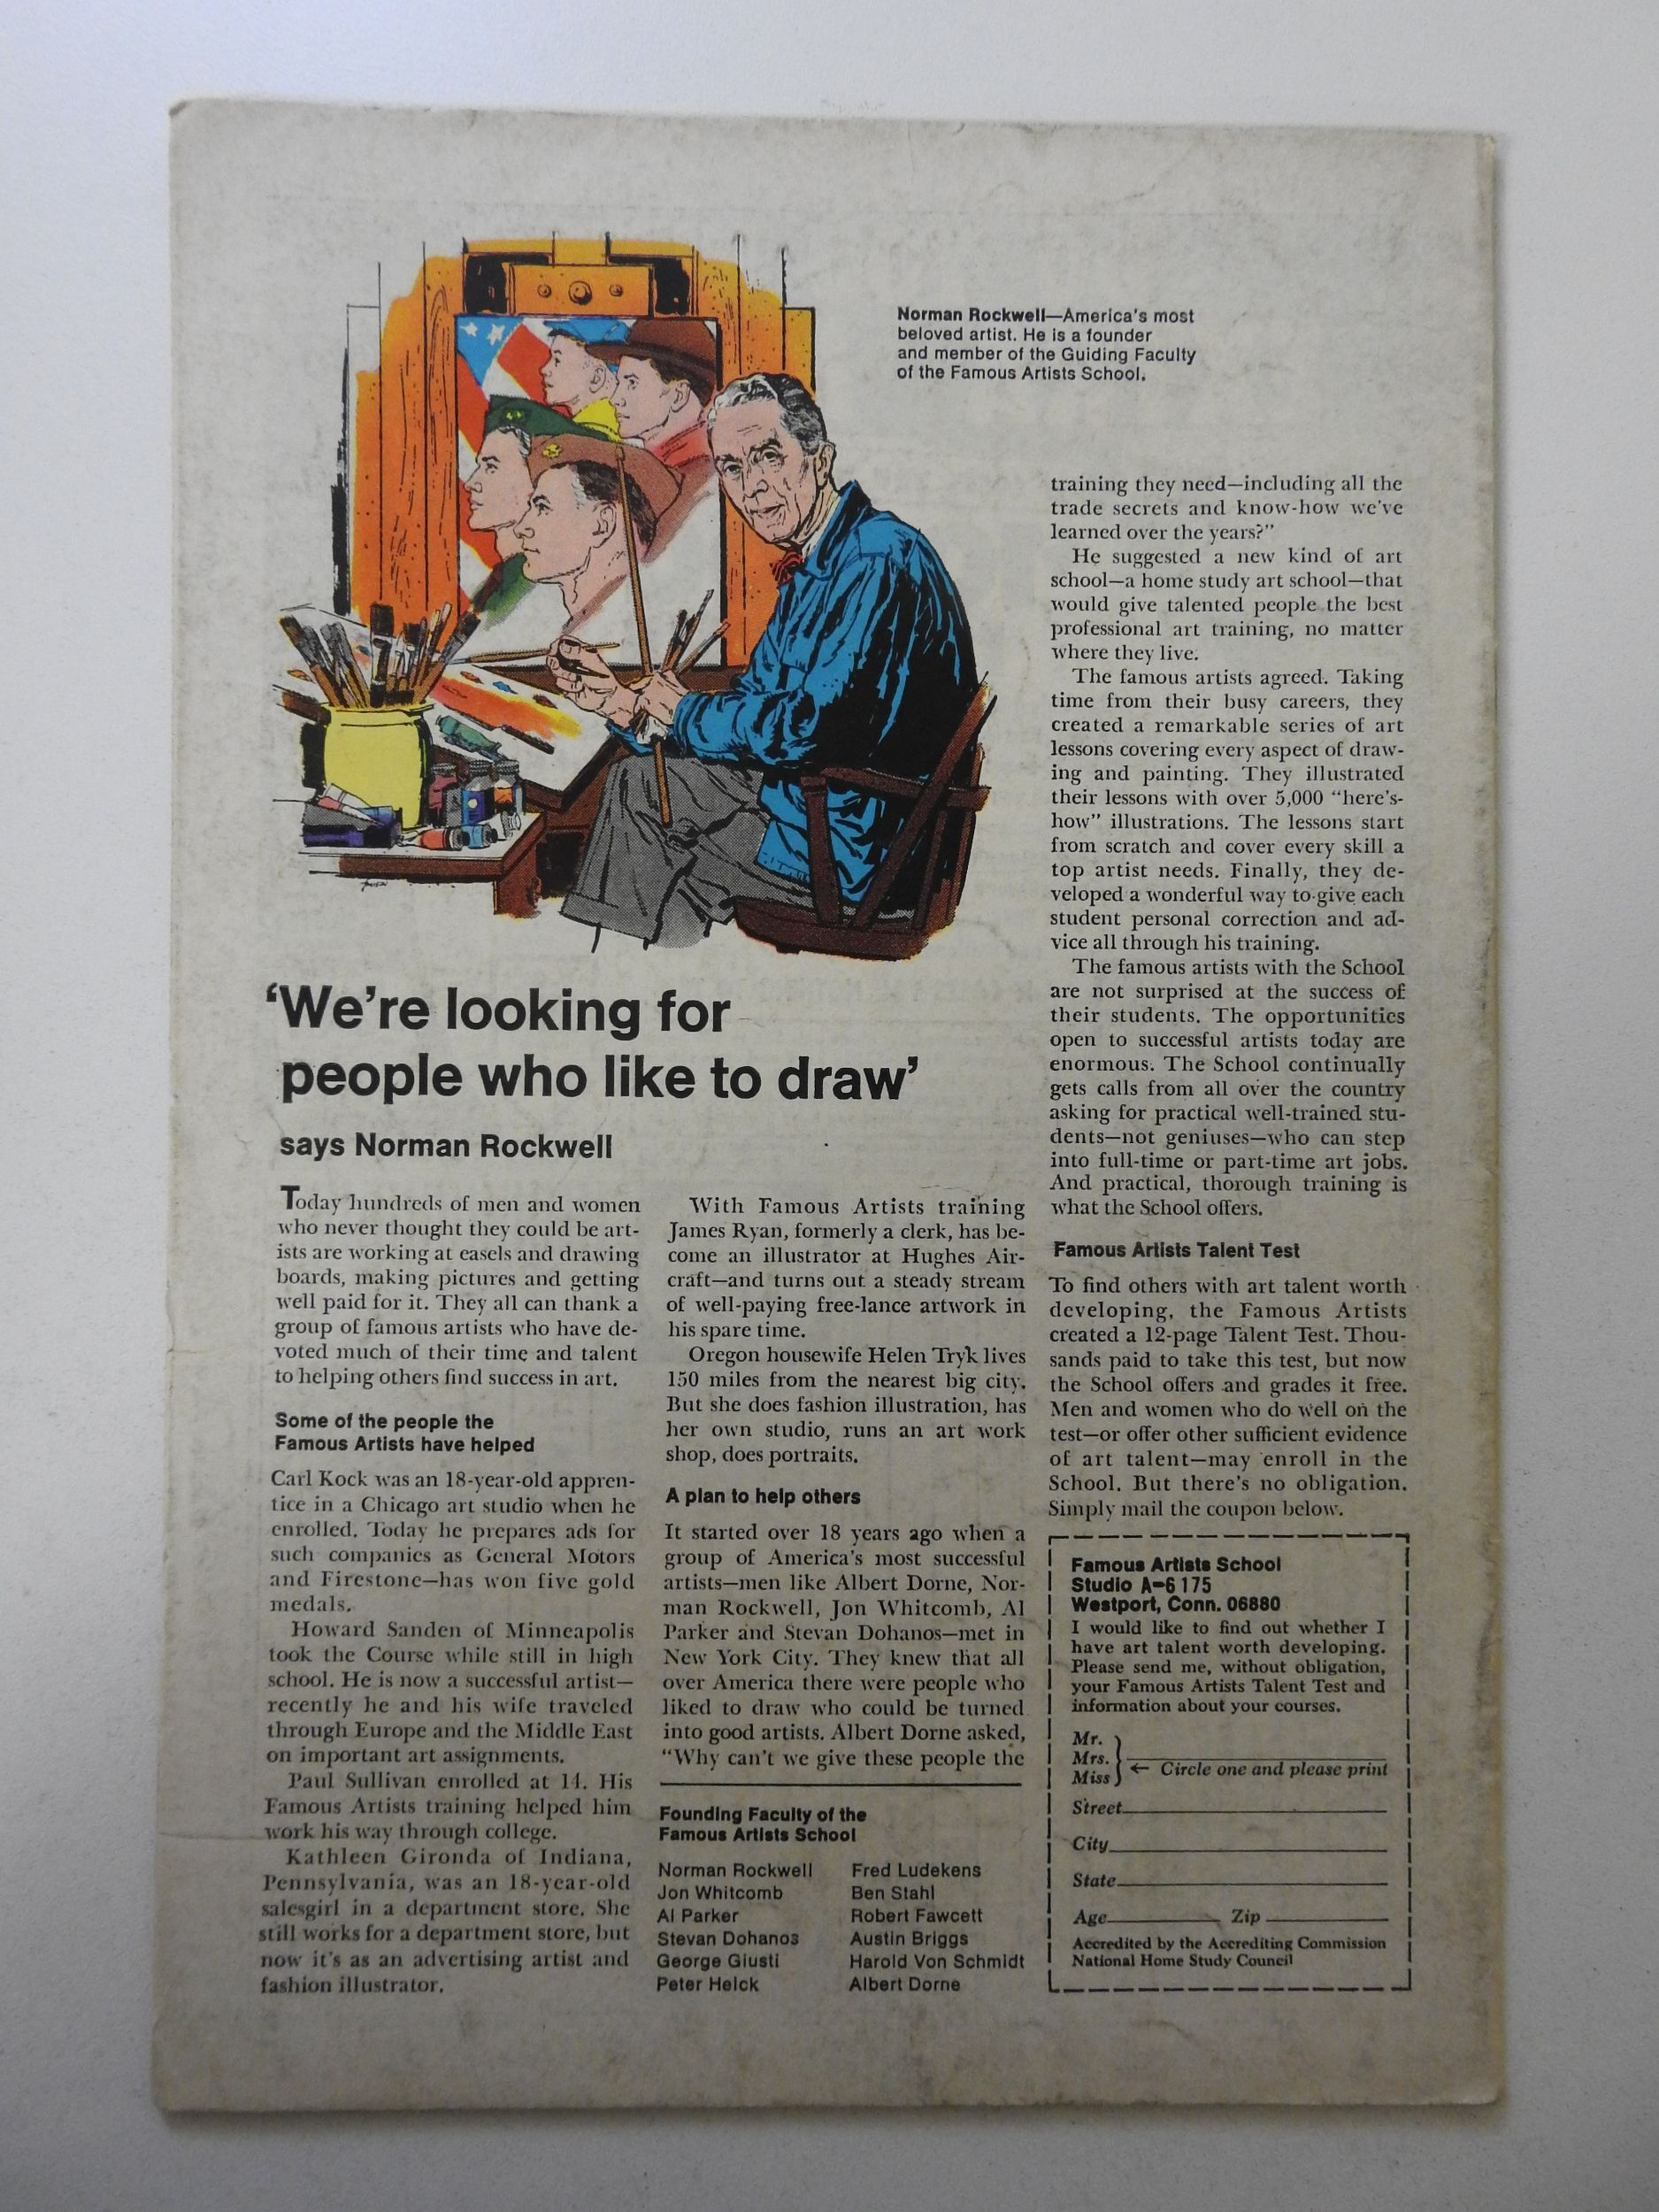 Norman Rockwell—America's most
beloved artist. He is a founder
and member of the Guiding Faculty
of the Famous Artists School.
'We're looking for
people who like to draw'
says Norman Rockwell
Today hundreds of men and women
who never thought they could be art-
ists are working at easels and drawing
boards, making pictures and getting
well paid for it. They all can thank a
group of famous artists who have de-
voted much of their time and talent
to helping others find success in art.
Some of the people the
Famous Artists have helped
Carl Kock was an 18-year-old appren-
tice in a Chicago art studio when he
enrolled. Today he prepares ads for
such companies as General Motors
and Firestone—has won five gold
medals.
Howard Sanden of Minneapolis
took the Course while still in high
school. He is now a successful artist—
recently he and his wife traveled
through Europe and the Middle East
on important art assignments.
Paul Sullivan enrolled at 14. His
Famous Artists training helped him
work his way through college.
Kathleen Gironda of Indiana,
Pennsylvania, was an 18-year-old
salesgirl in a department store. She
still works for a department store, but
now it's as an advertising artist and
fashion illustrator.
With Famous Artists training
James Ryan, formerly a clerk, has be-
come an illustrator at Hughes Air-
craft—and turns out a steady stream
of well-paying free-lance artwork in
his spare time.
Oregon housewife Helen Tryk lives
150 miles from the nearest big city.
But she does fashion illustration, has
her own studio, runs an art work
shop, does portraits.
A plan to help others
It started over 18 years ago when a
group of America's most successful
artists—men like Albert Dorne, Nor-
man Rockwell, Jon Whitcomb, Al
Parker and Stevan Dohanos—met in
New York City. They knew that all
over America there were people who
liked to draw who could be turned
into good artists. Albert Dorne asked,
"Why can't we give these people the
Founding Faculty of the
Famous Artists School
Norman Rockwell
Jon Whitcomb
Al Parker
Stevan Dohanos
George Giusti
Peter Helck
Fred Ludekens
Ben Stahl
Robert Fawcett
Austin Briggs
Harold Von Schmidt
Albert Dorne
training they need—including all the
trade secrets and know-how we've
learned over the years?"
He suggested a new kind of art
school—a home study art school—that
would give talented people the best
professional art training, no matter
where they live.
The famous artists agreed. Taking
time from their busy careers, they
created a remarkable series of art
lessons covering every aspect of draw-
ing and painting. They illustrated
their lessons with over 5,000 "here's-
how" illustrations. The lessons start
from scratch and cover every skill a
top artist needs. Finally, they de-
veloped a wonderful way to give each
student personal correction and ad-
vice all through his training.
The famous artists with the School
are not surprised at the success of
their students. The opportunities
open to successful artists today are
enormous. The School continually
gets calls from all over the country
asking for practical well-trained stu-
dents—not geniuses—who can step
into full-time or part-time art jobs.
And practical, thorough training is
what the School offers.
Famous Artists Talent Test
To find others with art talent worth
developing, the Famous Artists
created a 12-page Talent Test. Thou-
sands paid to take this test, but now
the School offers and grades it free.
Men and women who do well on the
test—or offer other sufficient evidence
of art talent—may enroll in the
School. But there's no obligation.
Simply mail the coupon below.
Famous Artists School
Studio A-6175
Westport, Conn. 06880
I would like to find out whether I
have art talent worth developing.
Please send me, without obligation,
your Famous Artists Talent Test and
information about your courses.
Mr.
Mrs.
Miss
← Circle one and please print
Street
City
State
Age Zip
Accredited by the Accrediting Commission
National Home Study Council